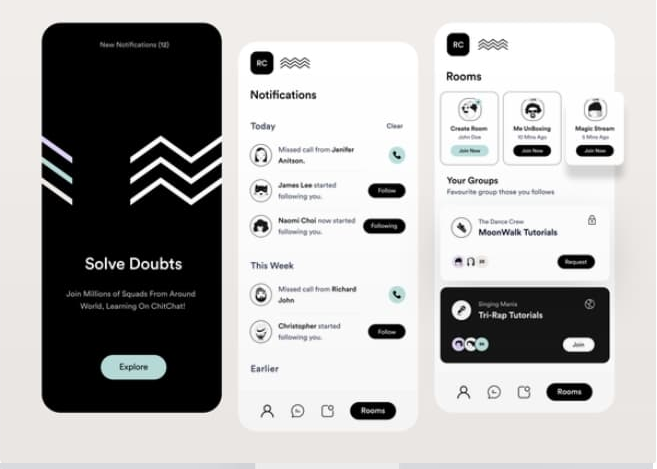 New Notifications (12)
Solve Doubts
Join Millions of Squads From Around
World, Learning On ChitChat!
Explore
RC
Notifications
Today
Clear
Missed call from Jenifer
Anitson.
James Lee started
following you.
Follow
Naomi Choi now started
following you.
Following
This Week
Missed call from Richard
John
Christopher started
following you.
Follow
Earlier
Rooms
RC
Rooms
Create Room
John Doe
Join Now
Me UnBoxing
10 Mins Ago
Join Now
Magic Stream
5 Mins Ago
Join Now
Your Groups
Favourite group those you follows
The Dance Crew
MoonWalk Tutorials
Request
Singing Mania
Tri-Rap Tutorials
Join
Rooms